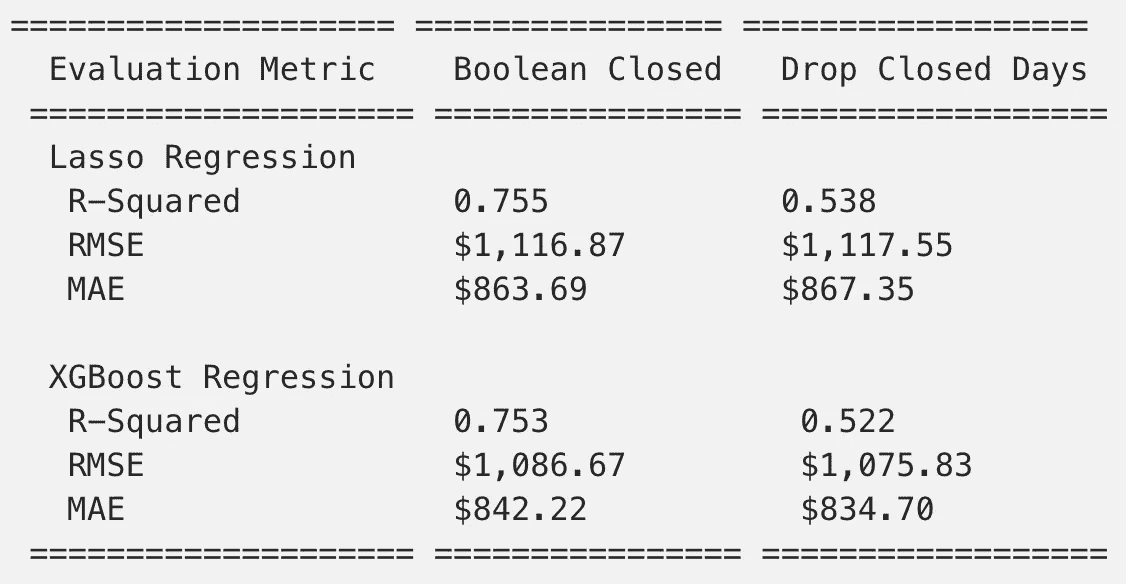 ==================== ================ ==================
Evaluation Metric Boolean Closed Drop Closed Days
==================== ================ ==================
Lasso Regression
R-Squared 0.755 0.538
RMSE $1,116.87 $1,117.55
MAE $863.69 $867.35
XGBoost Regression
R-Squared 0.753 0.522
RMSE $1,086.67 $1,075.83
MAE $842.22 $834.70
==================== ================ ==================